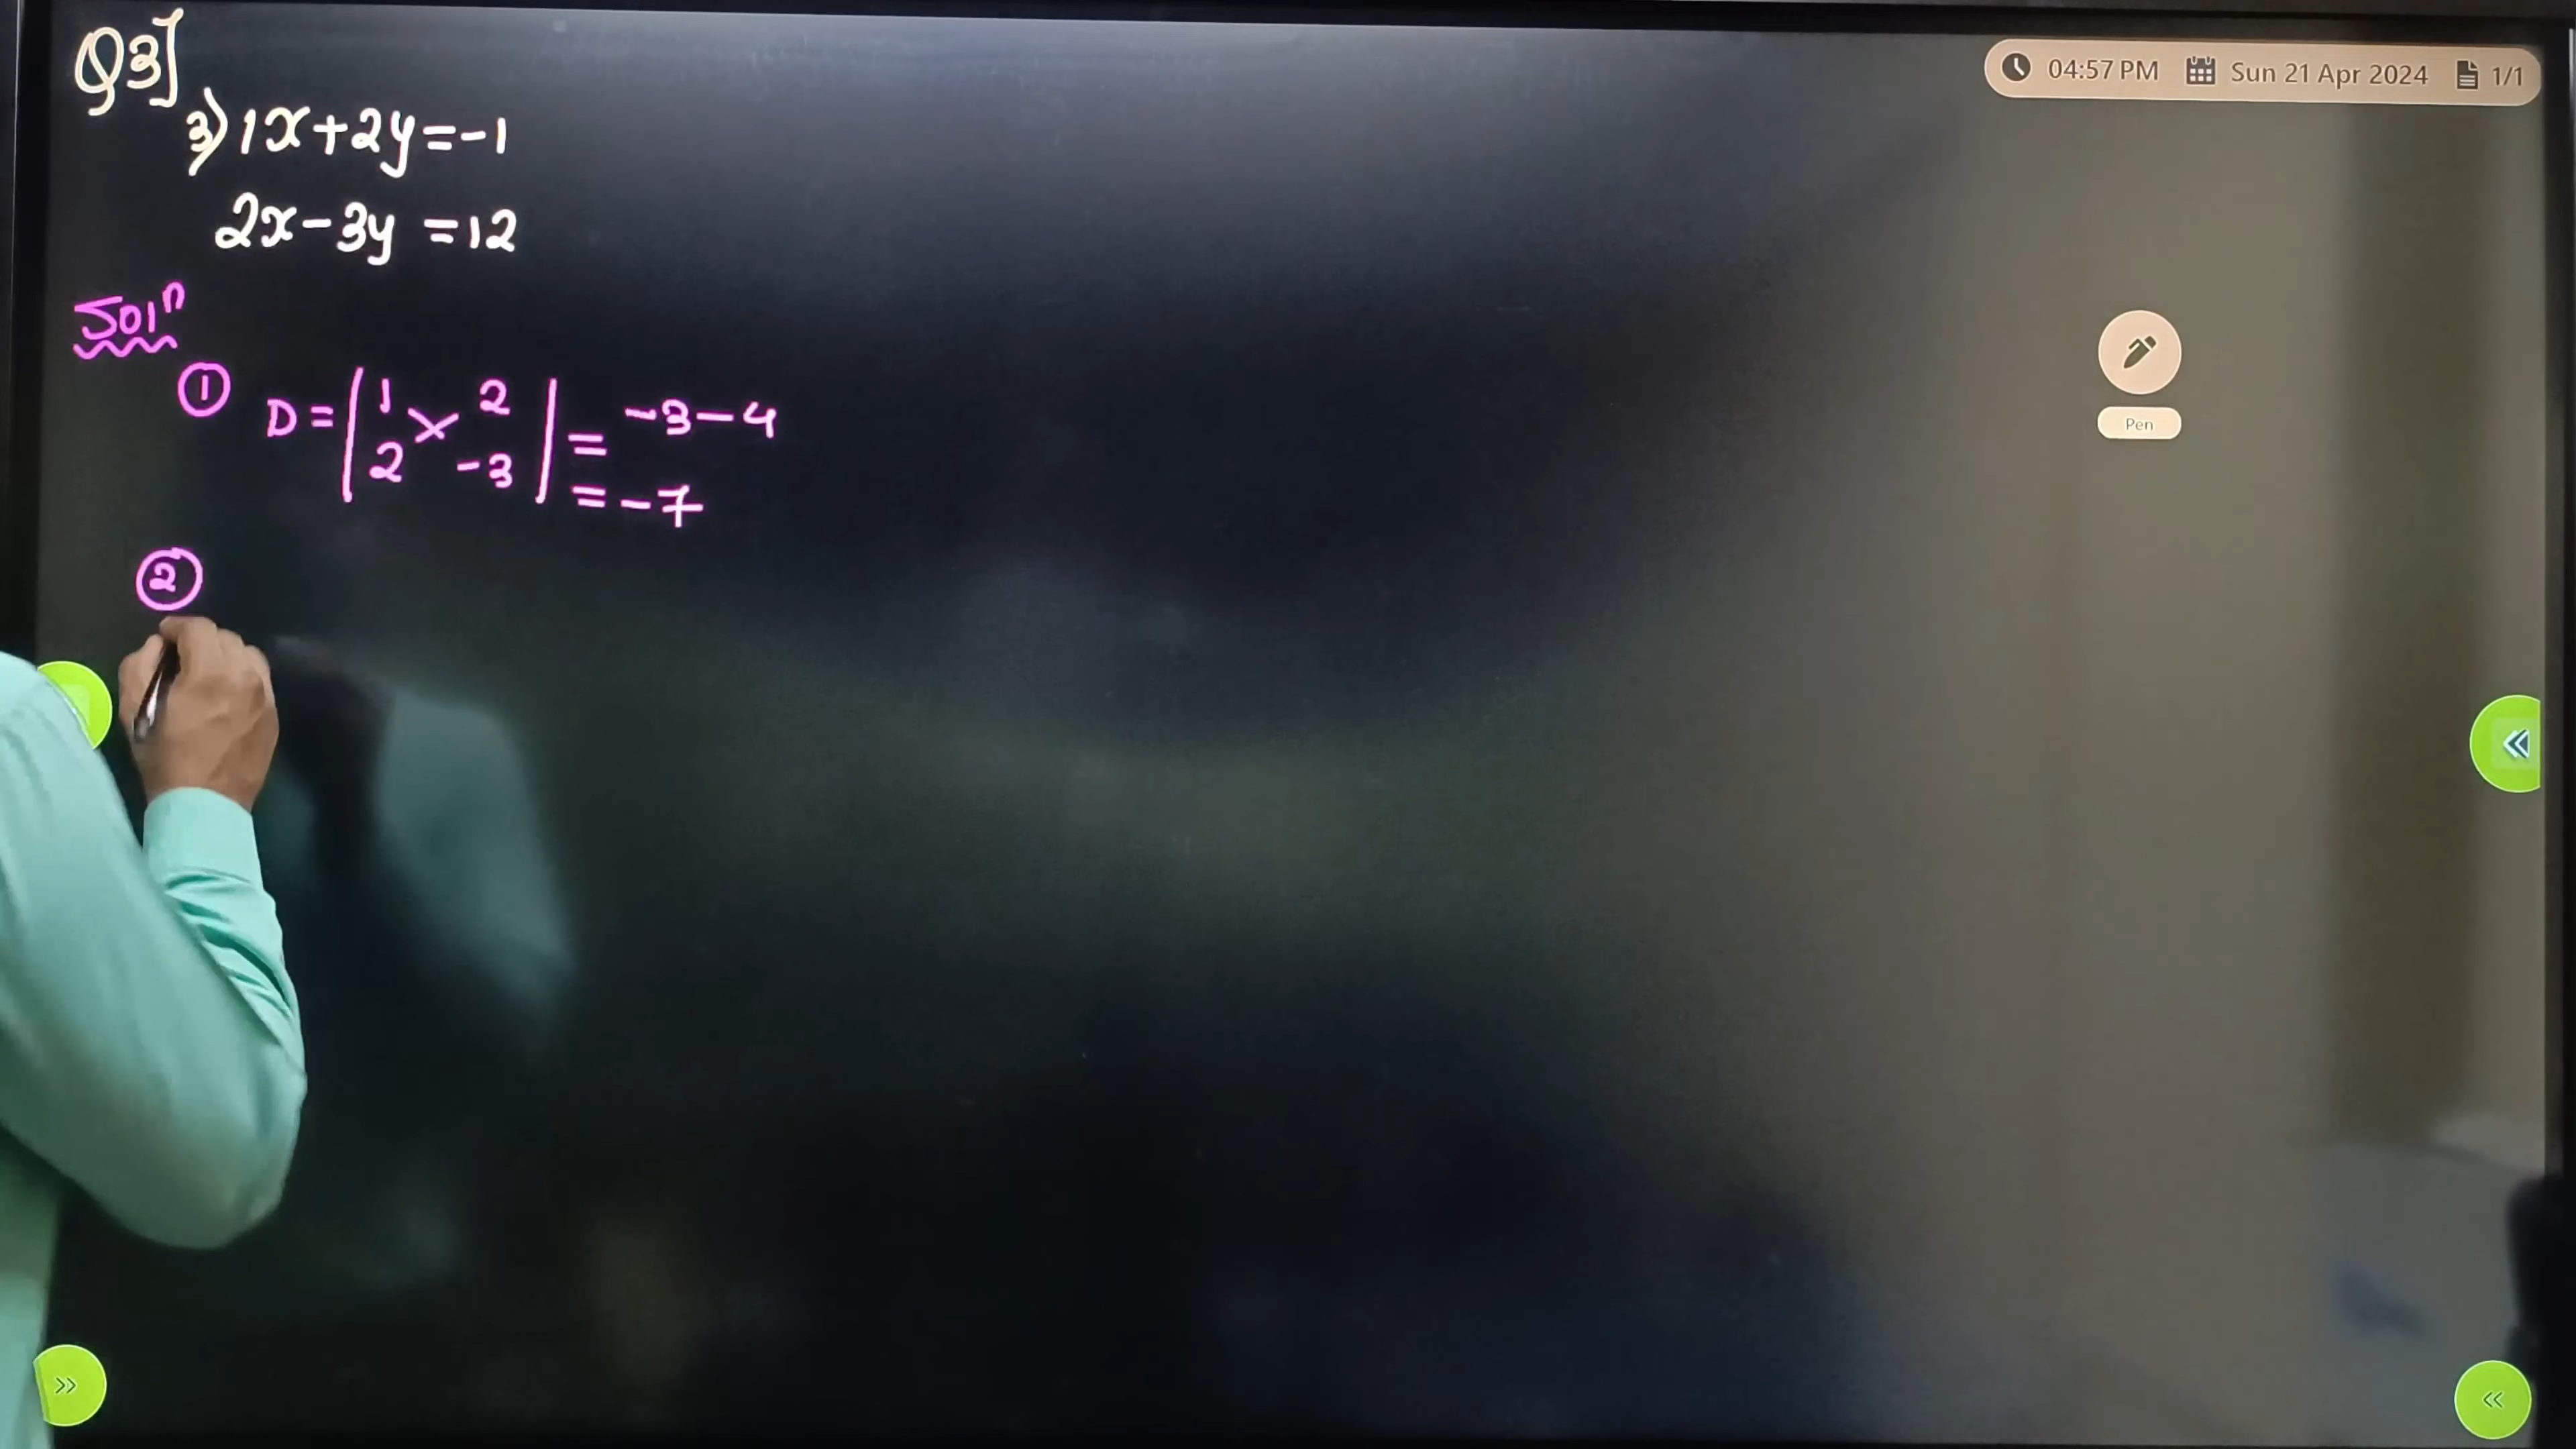 Q3]
04:57 PM Sun 21 Apr 2024 1/1
3) 1x+2y=-1
2x-3y =12
Solⁿ
① D = | 1 2 | = -3-4
| 2 -3 |
= -7
Pen
②